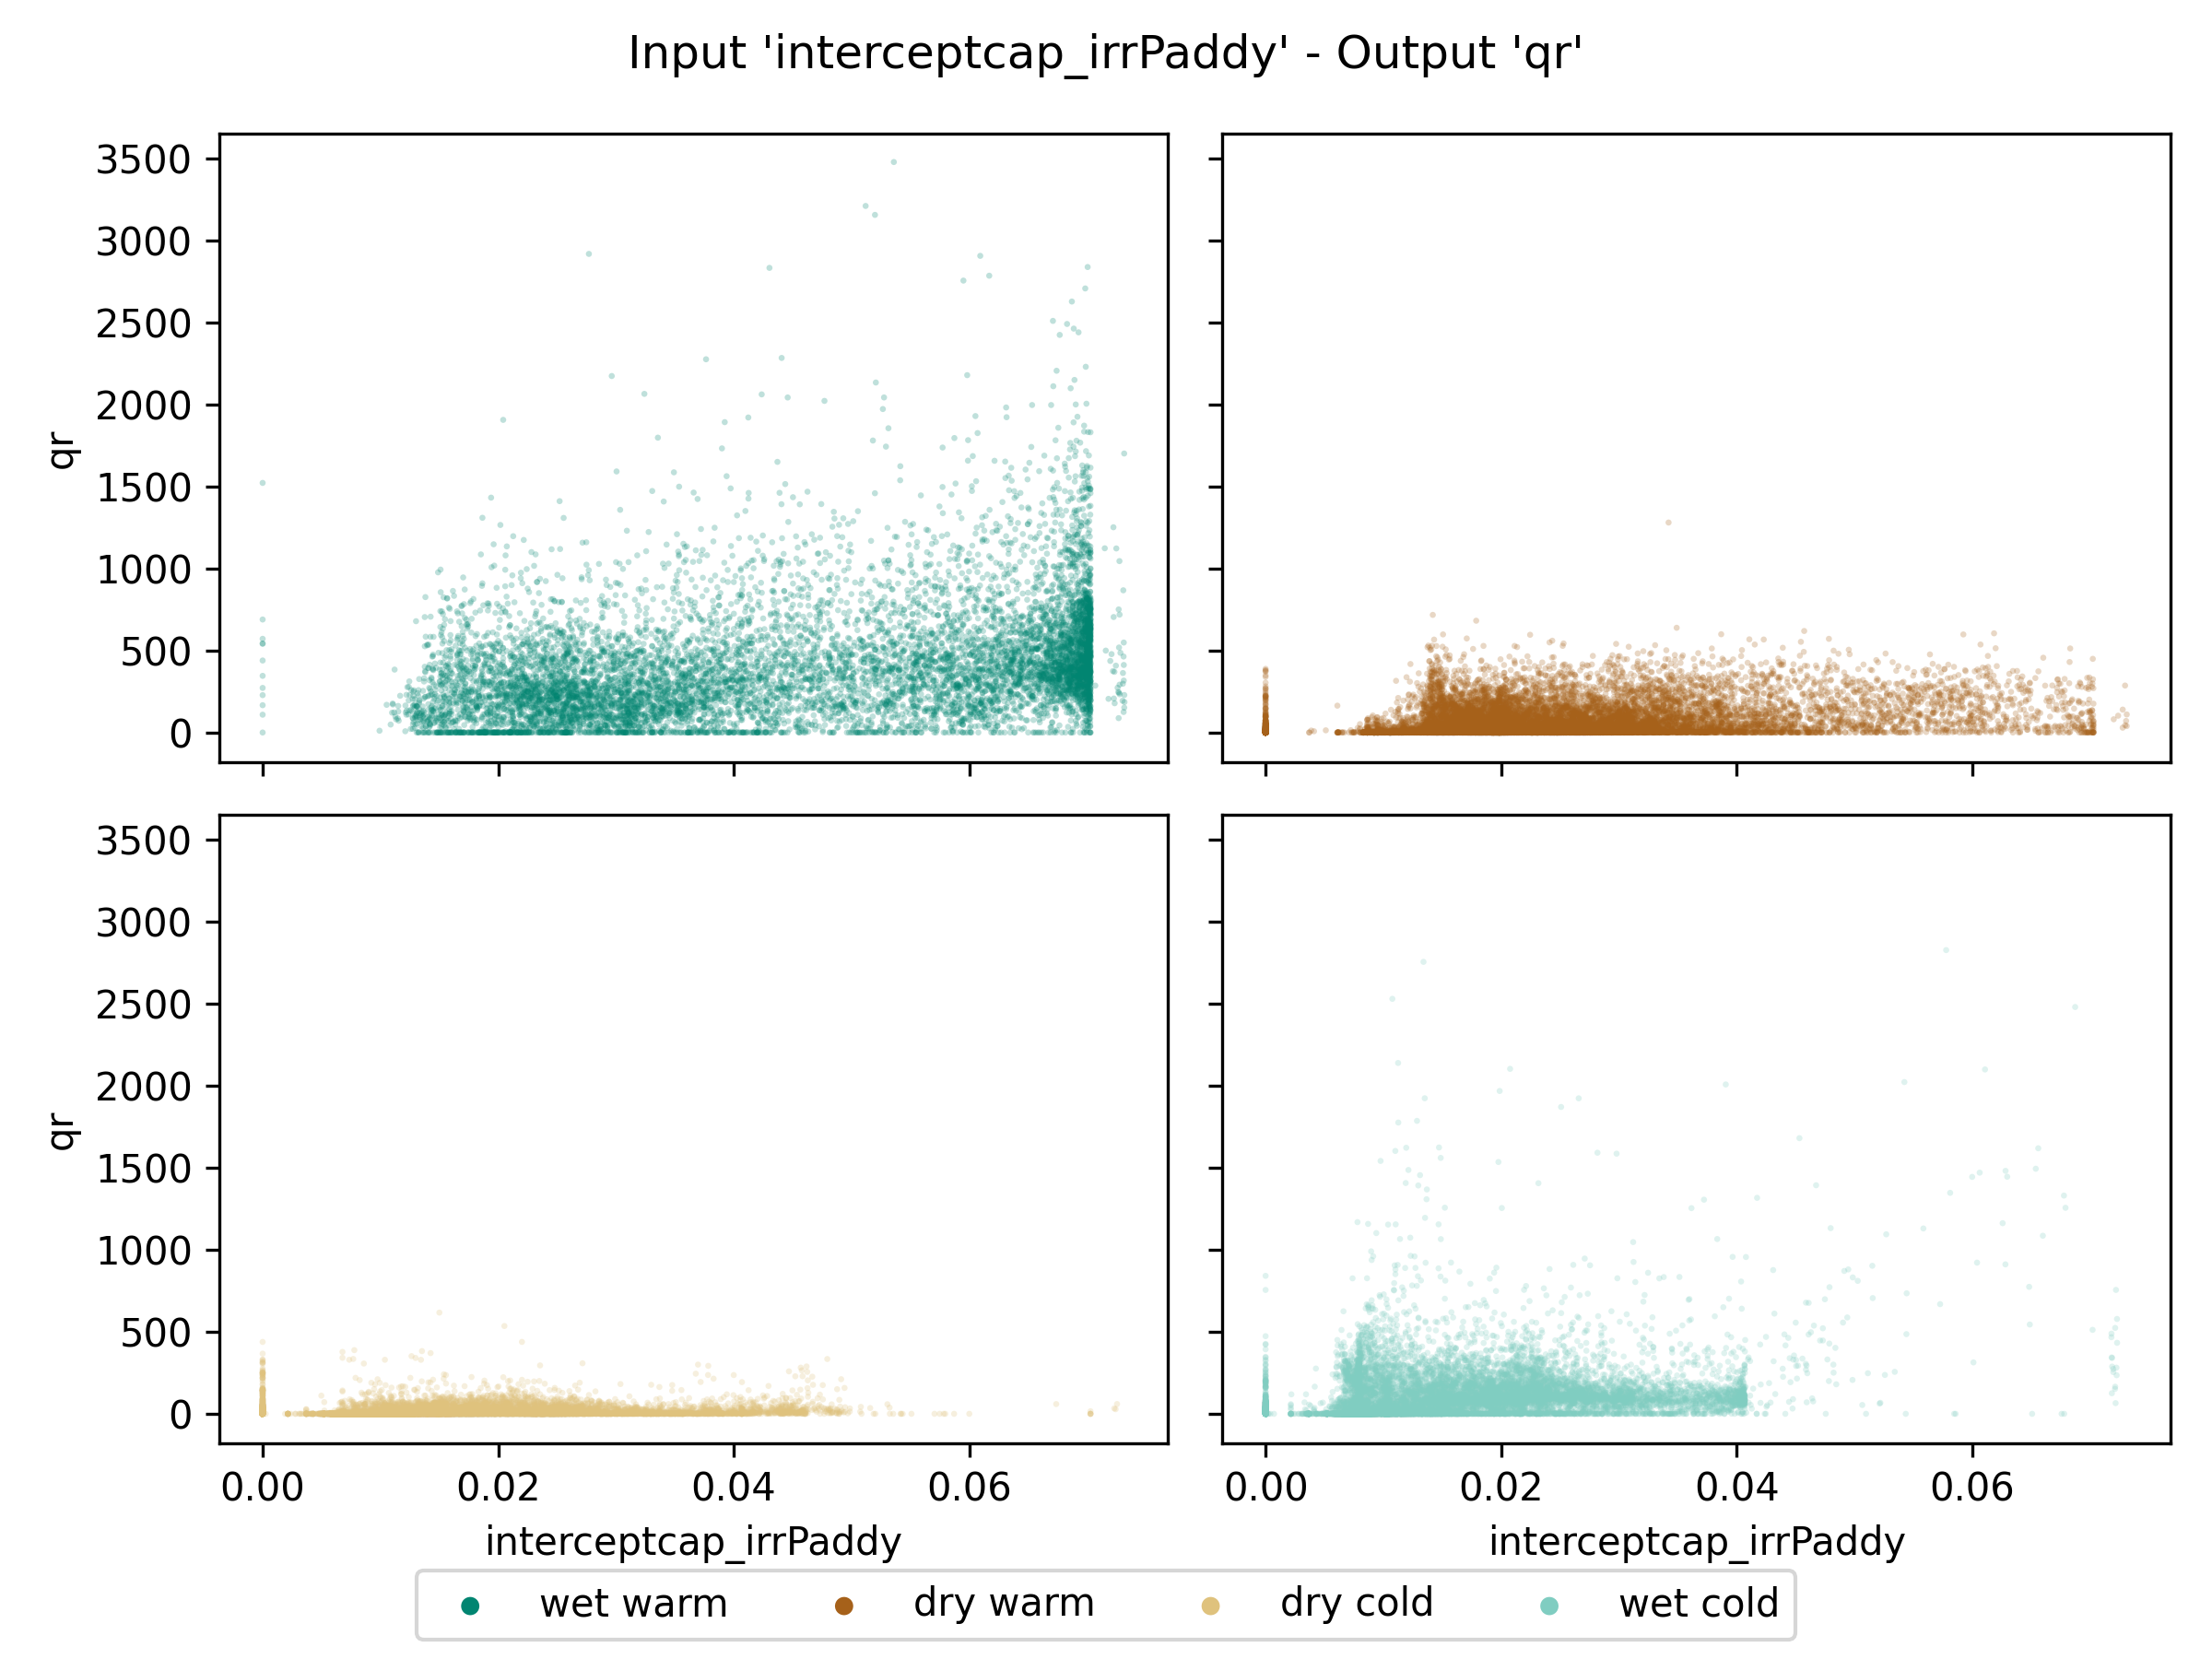 Input 'interceptcap_irrPaddy' - Output 'qr'
3500
3000
2500
2000
1500
1000
500
0
qr
3500
3000
2500
2000
1500
1000
500
0
qr
0.00 0.02 0.04 0.06
0.00 0.02 0.04 0.06
interceptcap_irrPaddy
interceptcap_irrPaddy
wet warm dry warm dry cold wet cold